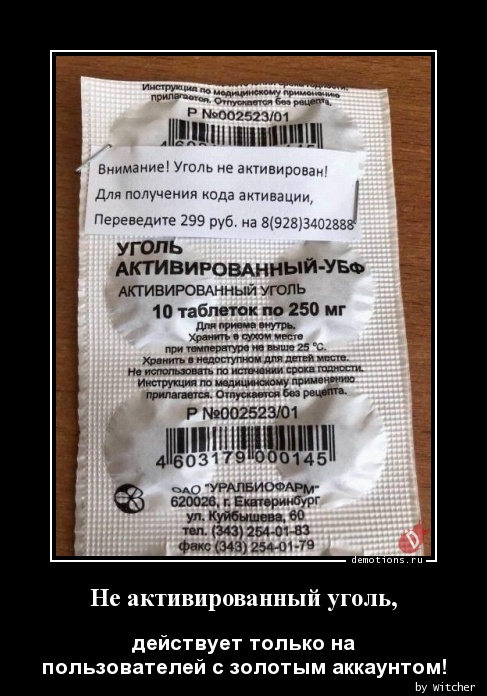 Инструкция по медицинскому применению
прилагается. Отпускается без рецепта.
Р №002523/01
Внимание! Уголь не активирован!
Для получения кода активации,
Переведите 299 руб. на 8(928)3402888
УГОЛЬ
АКТИВИРОВАННЫЙ-УБФ
АКТИВИРОВАННЫЙ УГОЛЬ
10 таблеток по 250 мг
Для приема внутрь.
Хранить в сухом месте
при температуре не выше 25 °С.
Хранить в недоступном для детей месте.
Не использовать по истечении срока годности.
Инструкция по медицинскому применению
прилагается. Отпускается без рецепта.
Р №002523/01
4 603179 000145
ОАО "УРАЛБИОФАРМ"
620026, г. Екатеринбург
ул. Куйбышева, 60
тел. (343) 254-01-83
факс (343) 254-01-79
demotions.ru
Не активированный уголь,
действует только на
пользователей с золотым аккаунтом!
by witcher